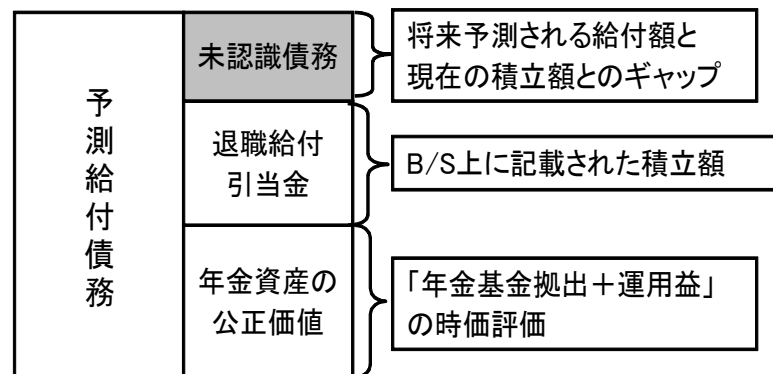 予測給付債務
未認識債務
将来予測される給付額と
現在の積立額とのギャップ
退職給付
引当金
B/S上に記載された積立額
年金資産の
公正価値
「年金基金拠出＋運用益」
の時価評価